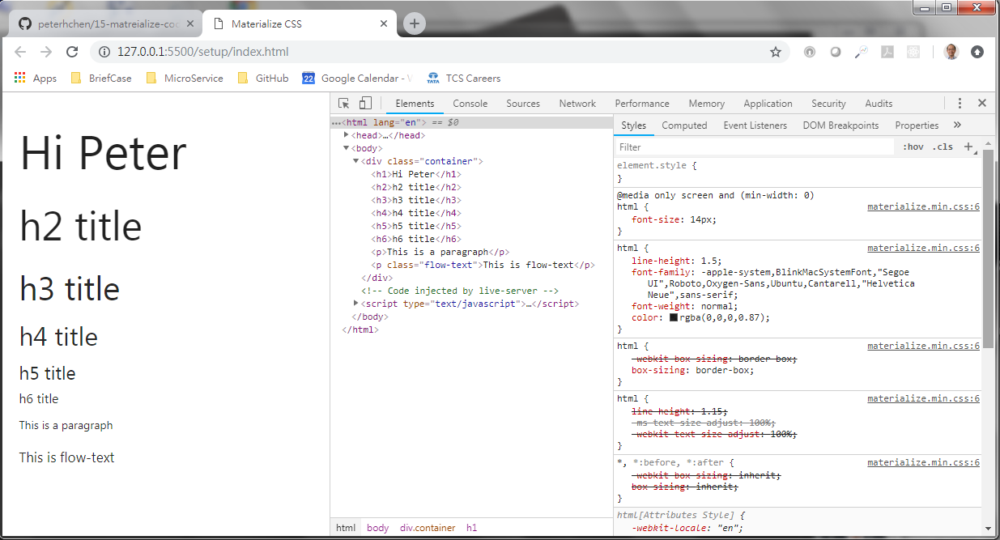 peterhchen/15-matreialize-coc
Materialize CSS
127.0.0.1:5500/setup/index.html
Apps BriefCase MicroService GitHub 22 Google Calendar - TATA TCS Careers
Hi Peter
h2 title
h3 title
h4 title
h5 title
h6 title
This is a paragraph
This is flow-text
Elements Console Sources Network Performance Memory Application Security Audits
…<html lang="en"> == $0
<head>…</head>
<body>
<div class="container">
<h1>Hi Peter</h1>
<h2>h2 title</h2>
<h3>h3 title</h3>
<h4>h4 title</h4>
<h5>h5 title</h5>
<h6>h6 title</h6>
<p>This is a paragraph</p>
<p class="flow-text">This is flow-text</p>
</div>
<!-- Code injected by live-server -->
<script type="text/javascript">…</script>
</body>
</html>
html body div.container h1
Styles Computed Event Listeners DOM Breakpoints Properties »
Filter :hov .cls +
element.style {
}
@media only screen and (min-width: 0)
html { materialize.min.css:6
font-size: 14px;
}
html { materialize.min.css:6
line-height: 1.5;
font-family: -apple-system,BlinkMacSystemFont,"Segoe
UI",Roboto,Oxygen-Sans,Ubuntu,Cantarell,"Helvetica
Neue",sans-serif;
font-weight: normal;
color: rgba(0,0,0,0.87);
}
html { materialize.min.css:6
-webkit-box-sizing: border-box;
box-sizing: border-box;
}
html { materialize.min.css:6
line-height: 1.15;
-ms-text-size-adjust: 100%;
-webkit-text-size-adjust: 100%;
}
*, *:before, *:after { materialize.min.css:6
-webkit-box-sizing: inherit;
box-sizing: inherit;
}
html[Attributes Style] {
-webkit-locale: "en";